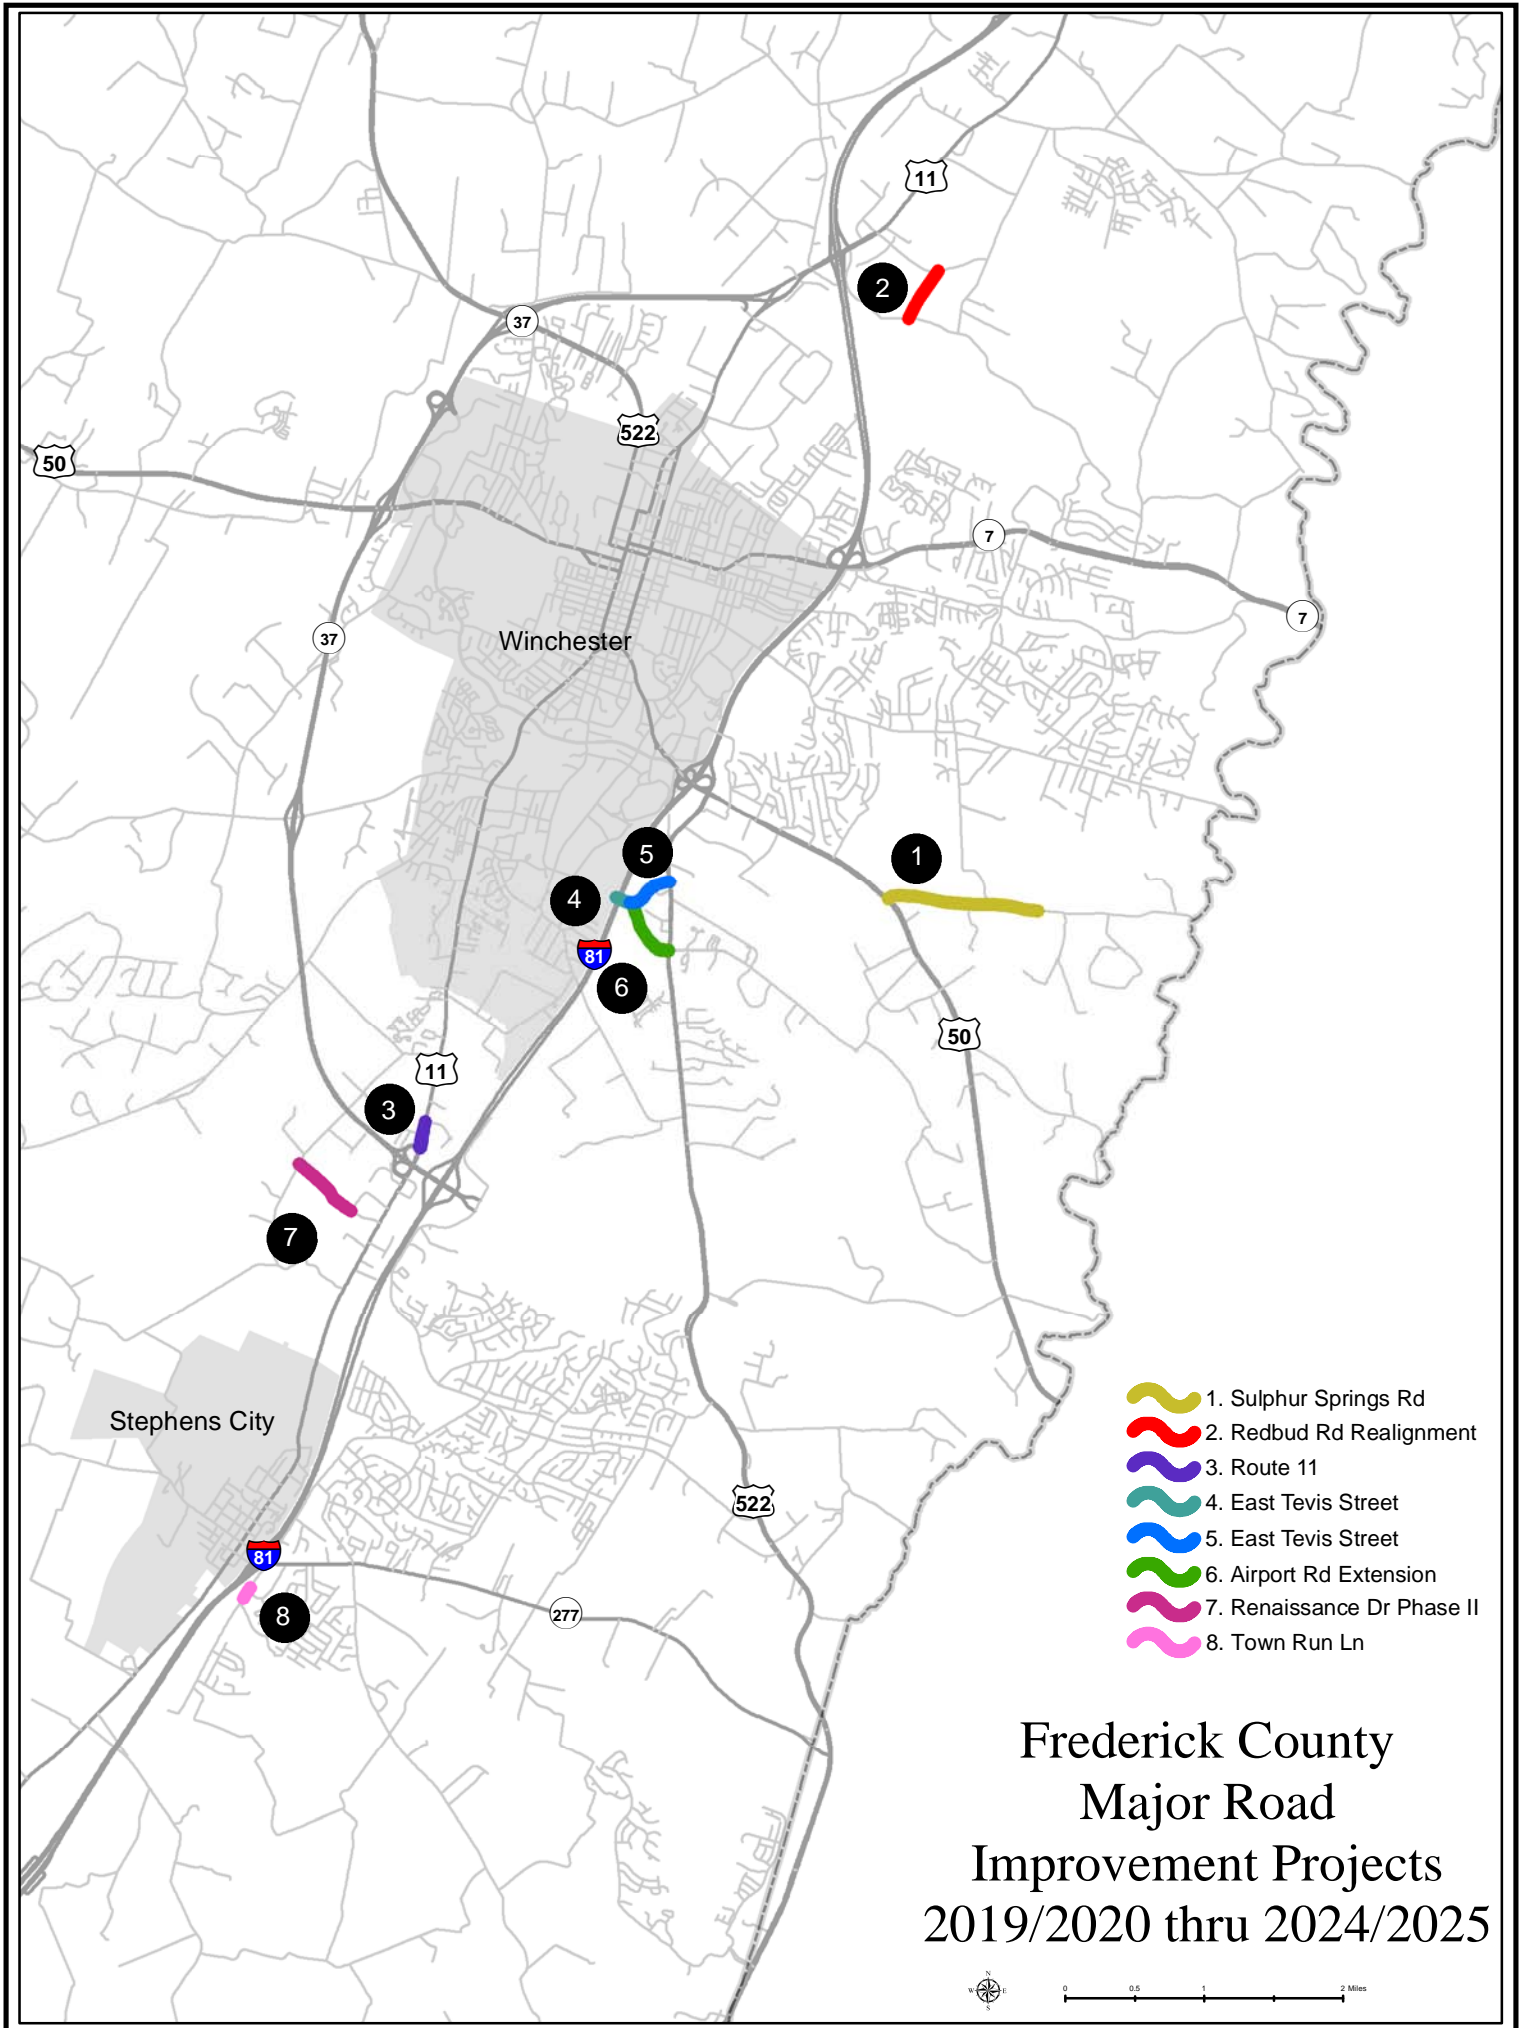 11
2
37
522
50
7
7
37
Winchester
5
1
4
81
6
50
11
3
7
Stephens City
1. Sulphur Springs Rd
2. Redbud Rd Realignment
3. Route 11
4. East Tevis Street
5. East Tevis Street
6. Airport Rd Extension
7. Renaissance Dr Phase II
8. Town Run Ln
522
81
8
277
Frederick County
Major Road
Improvement Projects
2019/2020 thru 2024/2025
N
W E
S
0 0.5 1 2 Miles